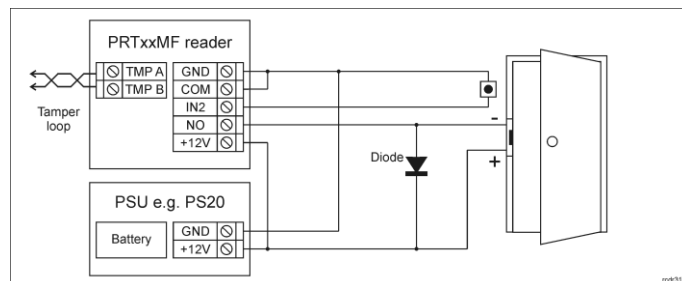 PRTxxMF reader
TMP A
TMP B
Tamper
loop
GND
COM
IN2
NO
+12V
Diode
-
+
PSU e.g. PS20
Battery
GND
+12V